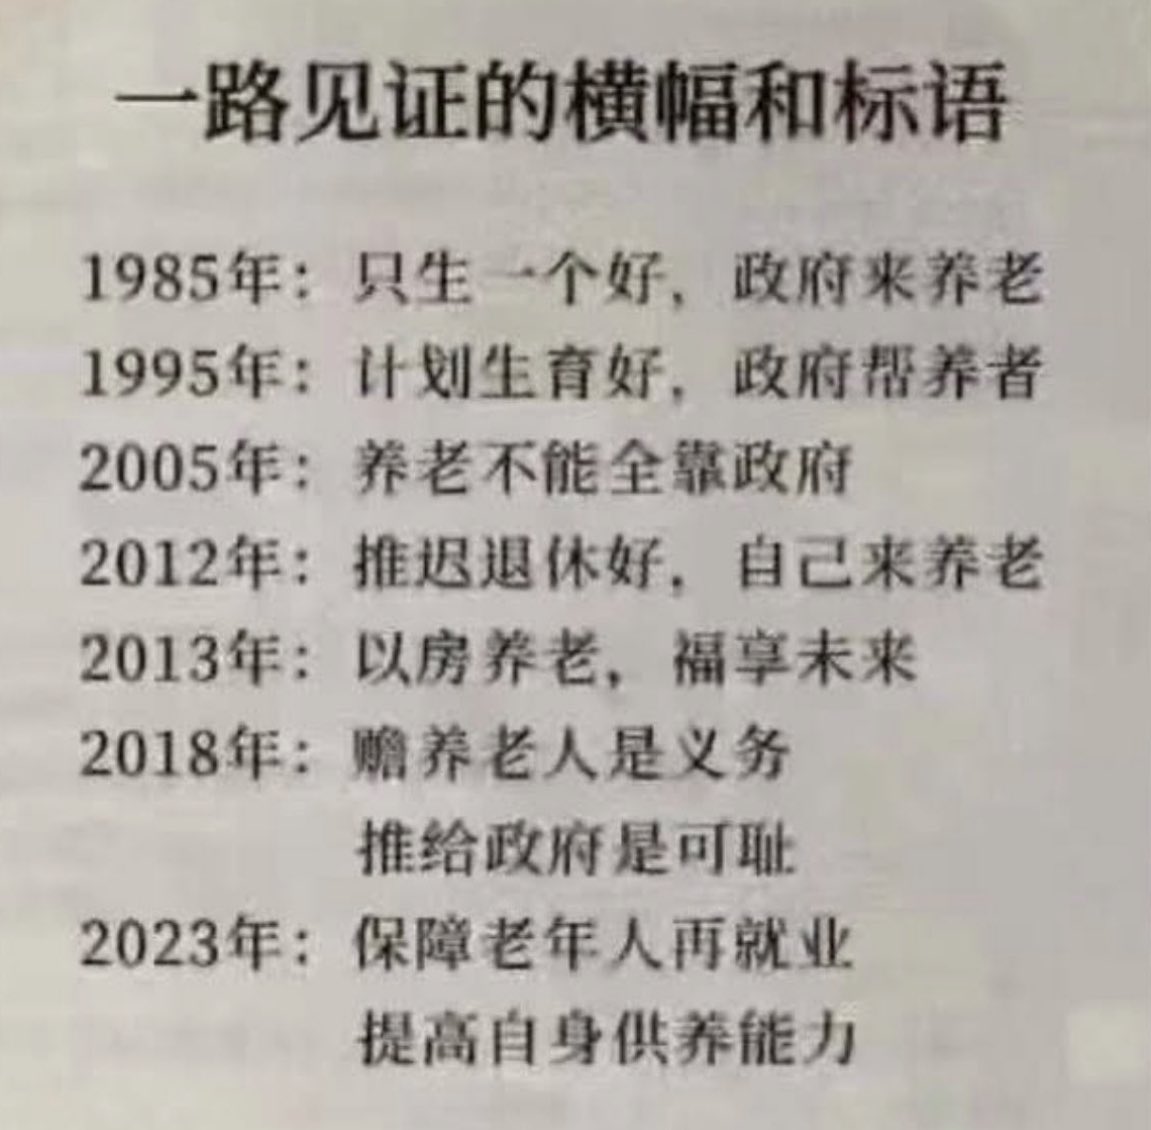 一路见证的横幅和标语
1985年：只生一个好，政府来养老
1995年：计划生育好，政府帮养者
2005年：养老不能全靠政府
2012年：推迟退休好，自己来养老
2013年：以房养老，福享未来
2018年：赡养老人是义务
推给政府是可耻
2023年：保障老年人再就业
提高自身供养能力